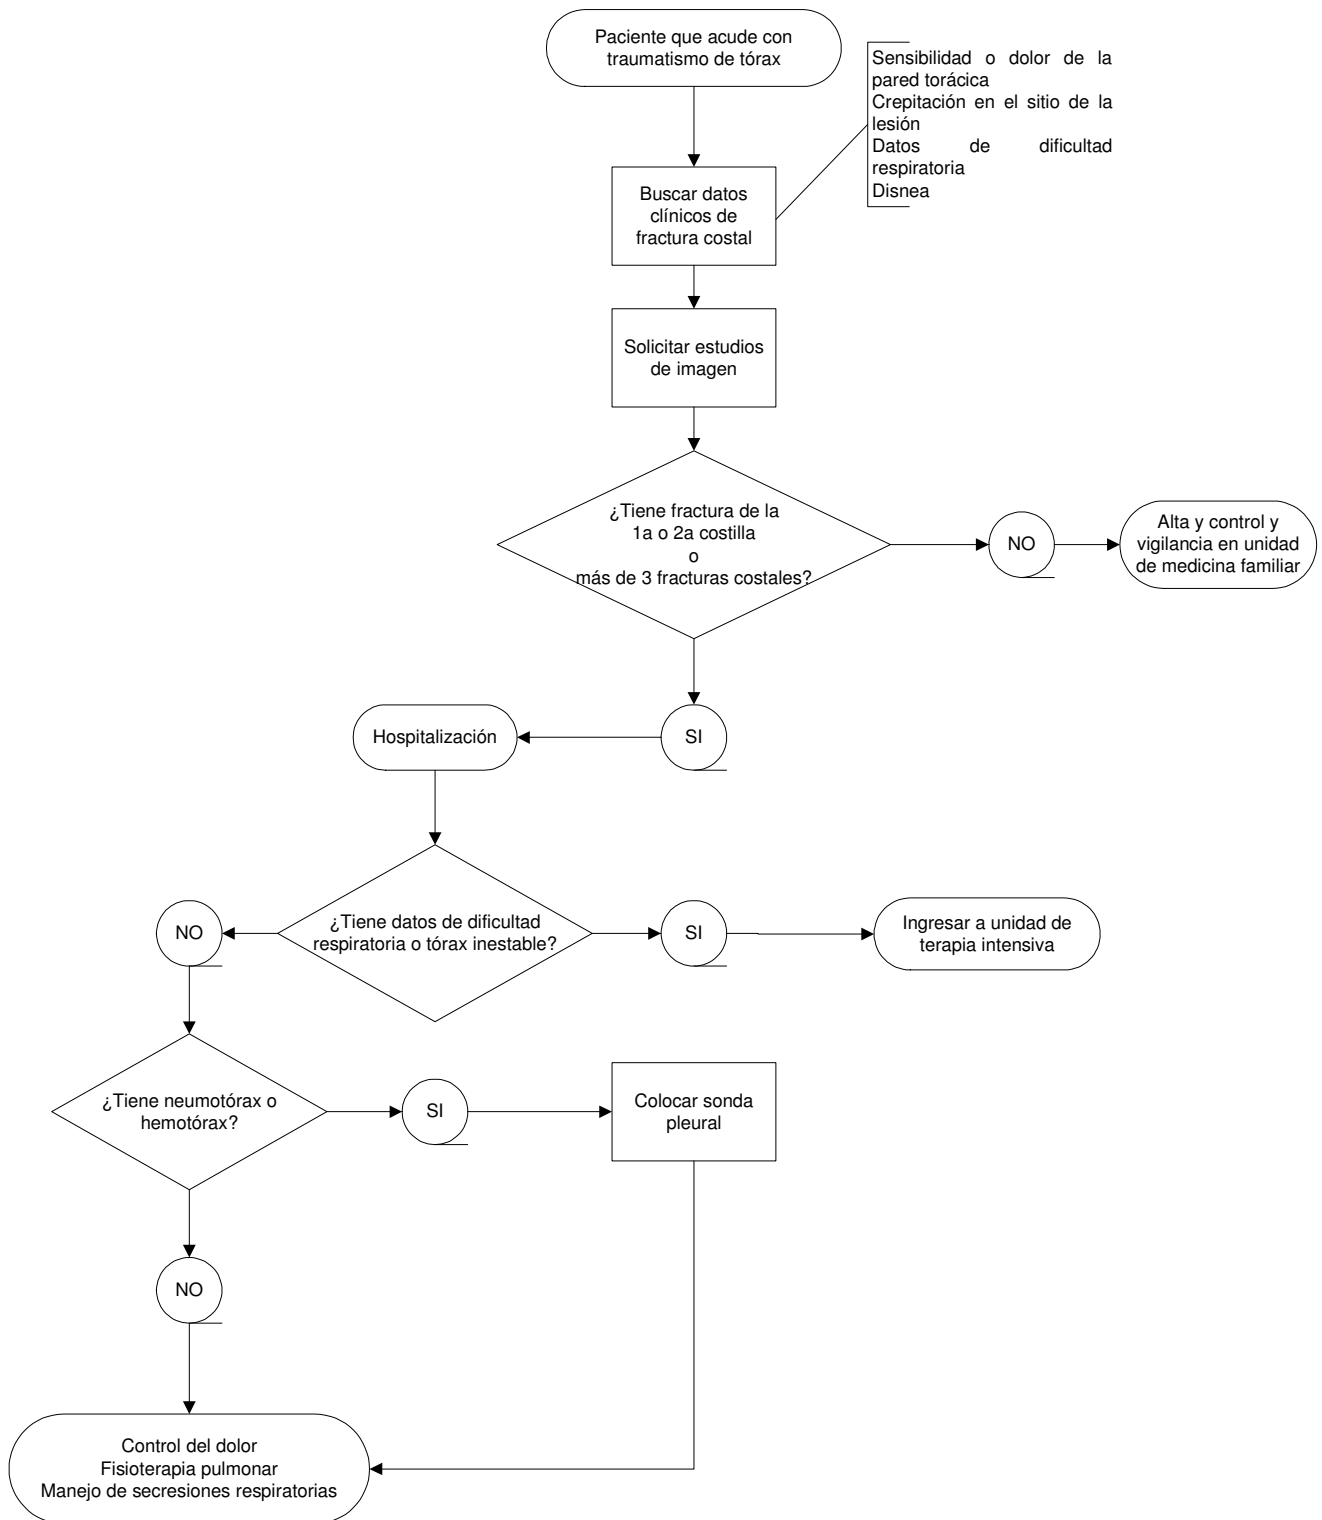 Paciente que acude con
traumatismo de tórax
Sensibilidad o dolor de la
pared torácica
Crepitación en el sitio de la
lesión
Datos de dificultad
respiratoria
Disnea
Buscar datos
clínicos de
fractura costal
Solicitar estudios
de imagen
¿Tiene fractura de la
1a o 2a costilla
o
más de 3 fracturas costales?
NO
Alta y control y
vigilancia en unidad
de medicina familiar
SI
Hospitalización
¿Tiene datos de dificultad
respiratoria o tórax inestable?
NO
SI
Ingresar a unidad de
terapia intensiva
¿Tiene neumotórax o
hemotórax?
SI
Colocar sonda
pleural
NO
Control del dolor
Fisioterapia pulmonar
Manejo de secresiones respiratorias